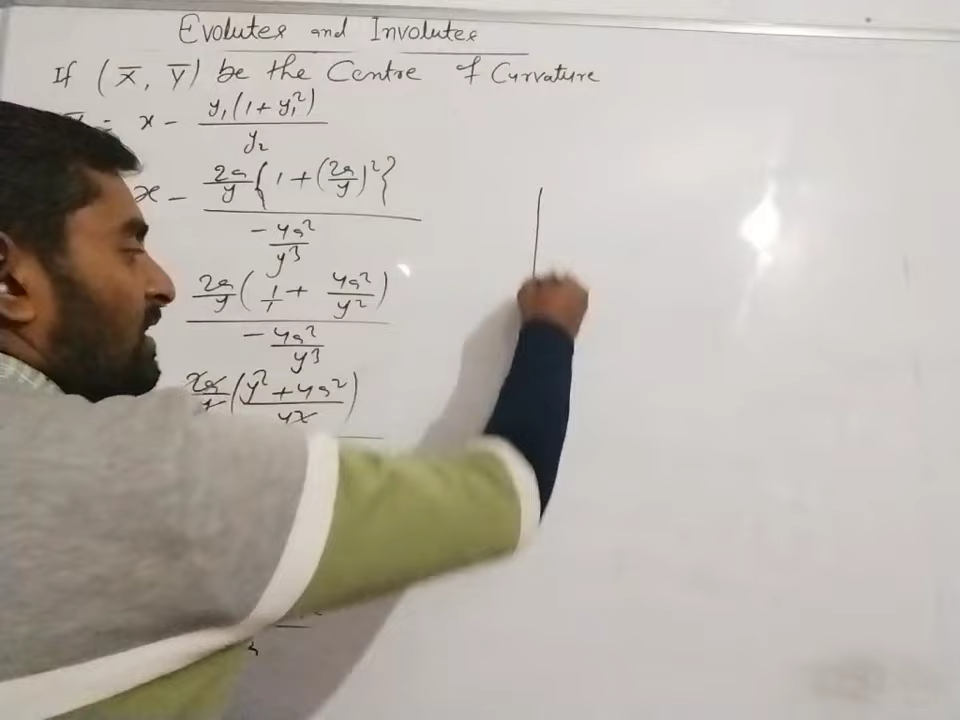 Evolutes and Involutes
If (x̄, ȳ) be the Centre of Curvature
= x - y₁(1 + y₁²) / y₂
x - 2a/y {1 + (2a/y)²} / -4a²/y³
2a/y (1/1 + 4a²/y²) / -4a²/y³
(y² + 4a²